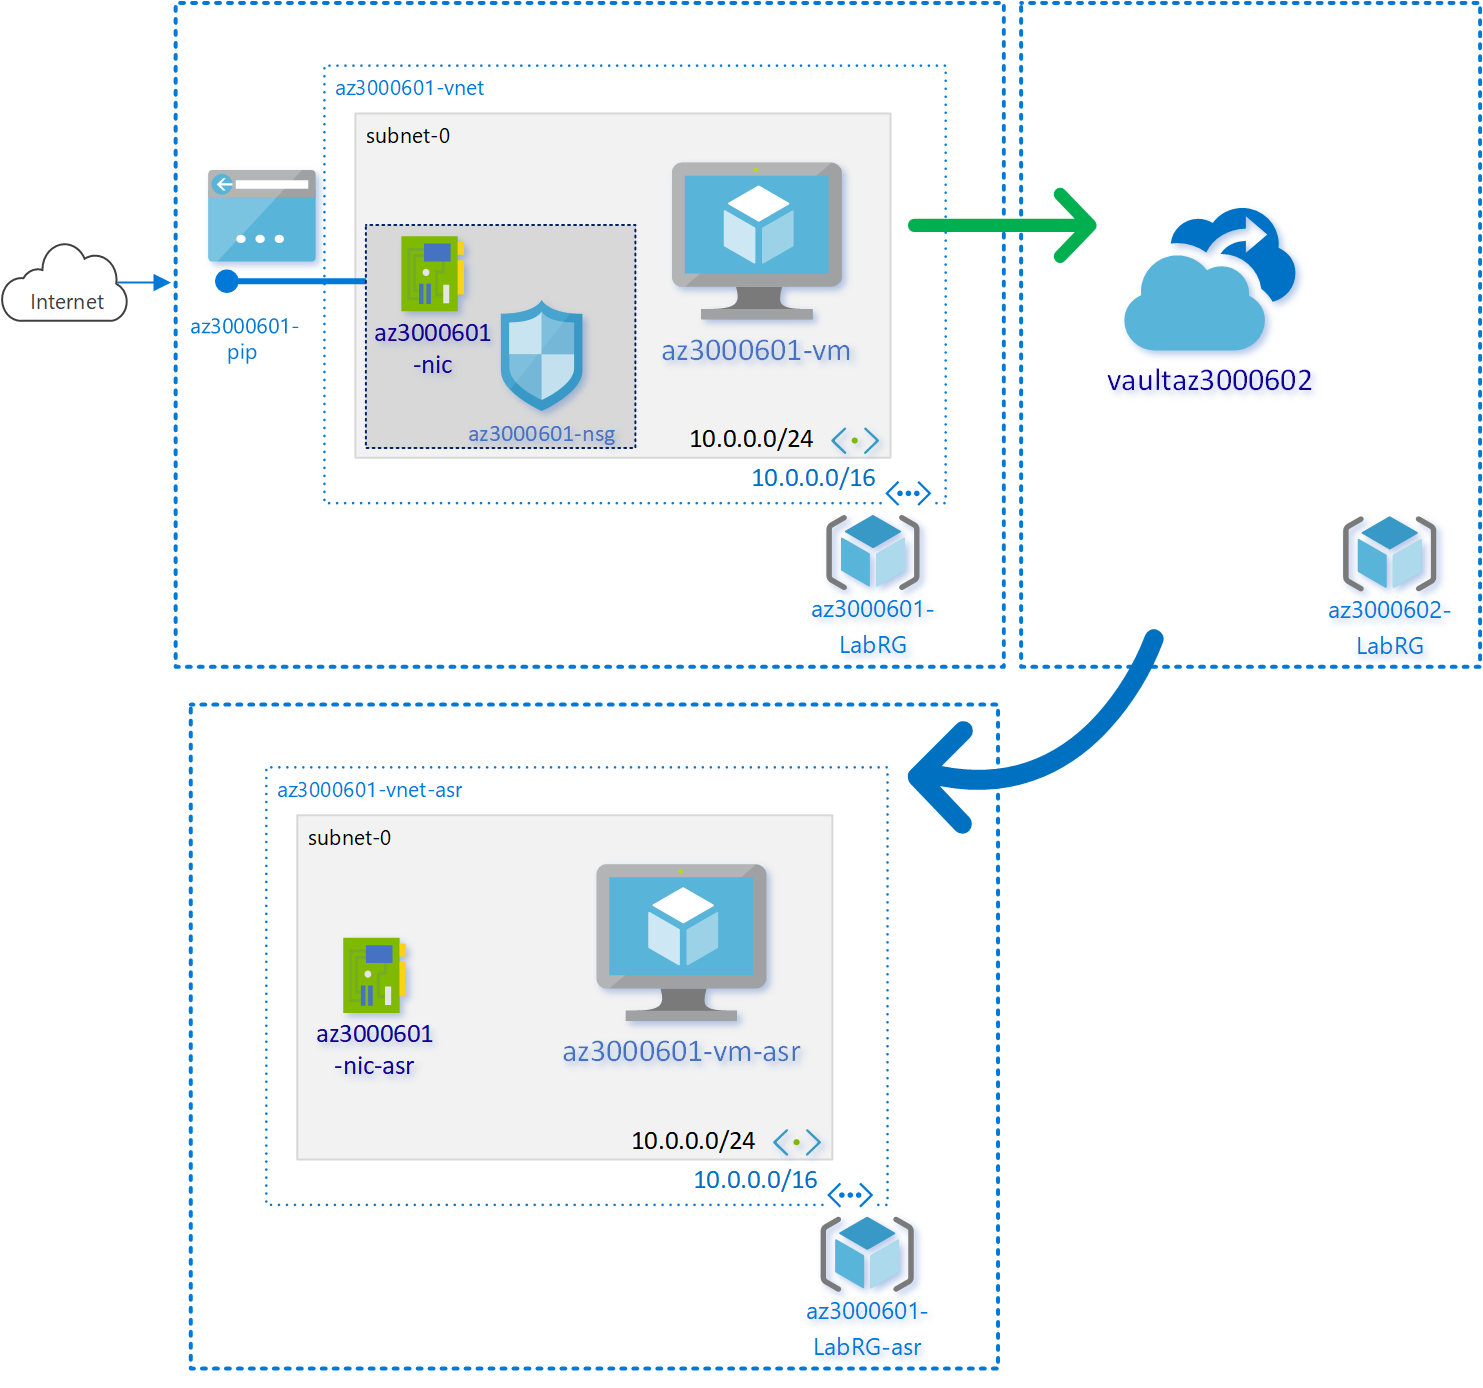 az3000601-vnet
subnet-0
Internet
az3000601-
pip
az3000601
-nic
az3000601-nsg
az3000601-vm
10.0.0.0/24
10.0.0.0/16
az3000601-
LabRG
vaultaz3000602
az3000602-
LabRG
az3000601-vnet-asr
subnet-0
az3000601
-nic-asr
az3000601-vm-asr
10.0.0.0/24
10.0.0.0/16
az3000601-
LabRG-asr